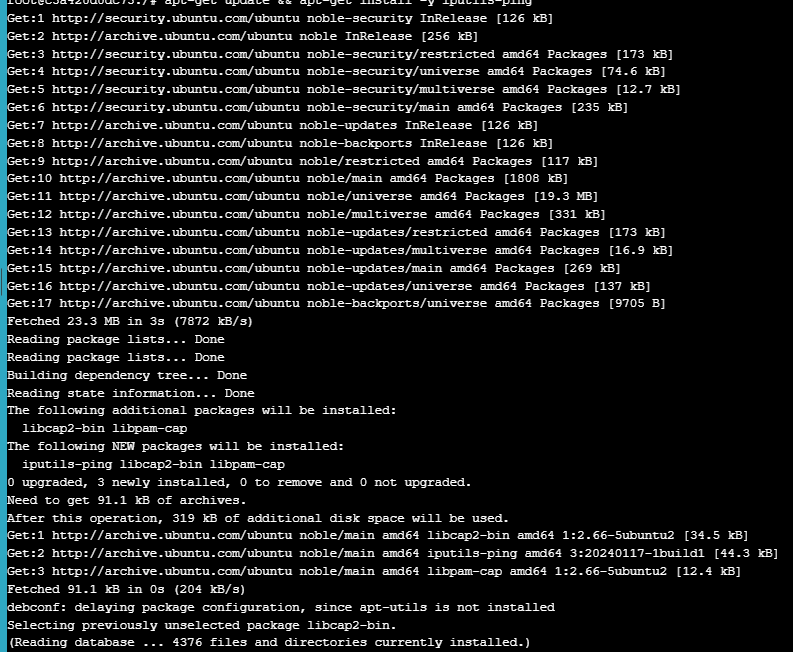 root@c5a420d0dc75:/# apt-get update && apt-get install -y iputils-ping
Get:1 http://security.ubuntu.com/ubuntu noble-security InRelease [126 kB]
Get:2 http://archive.ubuntu.com/ubuntu noble InRelease [256 kB]
Get:3 http://security.ubuntu.com/ubuntu noble-security/restricted amd64 Packages [173 kB]
Get:4 http://security.ubuntu.com/ubuntu noble-security/universe amd64 Packages [74.6 kB]
Get:5 http://security.ubuntu.com/ubuntu noble-security/multiverse amd64 Packages [12.7 kB]
Get:6 http://security.ubuntu.com/ubuntu noble-security/main amd64 Packages [235 kB]
Get:7 http://archive.ubuntu.com/ubuntu noble-updates InRelease [126 kB]
Get:8 http://archive.ubuntu.com/ubuntu noble-backports InRelease [126 kB]
Get:9 http://archive.ubuntu.com/ubuntu noble/restricted amd64 Packages [117 kB]
Get:10 http://archive.ubuntu.com/ubuntu noble/main amd64 Packages [1808 kB]
Get:11 http://archive.ubuntu.com/ubuntu noble/universe amd64 Packages [19.3 MB]
Get:12 http://archive.ubuntu.com/ubuntu noble/multiverse amd64 Packages [331 kB]
Get:13 http://archive.ubuntu.com/ubuntu noble-updates/restricted amd64 Packages [173 kB]
Get:14 http://archive.ubuntu.com/ubuntu noble-updates/multiverse amd64 Packages [16.9 kB]
Get:15 http://archive.ubuntu.com/ubuntu noble-updates/main amd64 Packages [269 kB]
Get:16 http://archive.ubuntu.com/ubuntu noble-updates/universe amd64 Packages [137 kB]
Get:17 http://archive.ubuntu.com/ubuntu noble-backports/universe amd64 Packages [9705 B]
Fetched 23.3 MB in 3s (7872 kB/s)
Reading package lists... Done
Reading package lists... Done
Building dependency tree... Done
Reading state information... Done
The following additional packages will be installed:
  libcap2-bin libpam-cap
The following NEW packages will be installed:
  iputils-ping libcap2-bin libpam-cap
0 upgraded, 3 newly installed, 0 to remove and 0 not upgraded.
Need to get 91.1 kB of archives.
After this operation, 319 kB of additional disk space will be used.
Get:1 http://archive.ubuntu.com/ubuntu noble/main amd64 libcap2-bin amd64 1:2.66-5ubuntu2 [34.5 kB]
Get:2 http://archive.ubuntu.com/ubuntu noble/main amd64 iputils-ping amd64 3:20240117-1build1 [44.3 kB]
Get:3 http://archive.ubuntu.com/ubuntu noble/main amd64 libpam-cap amd64 1:2.66-5ubuntu2 [12.4 kB]
Fetched 91.1 kB in 0s (204 kB/s)
debconf: delaying package configuration, since apt-utils is not installed
Selecting previously unselected package libcap2-bin.
(Reading database ... 4376 files and directories currently installed.)